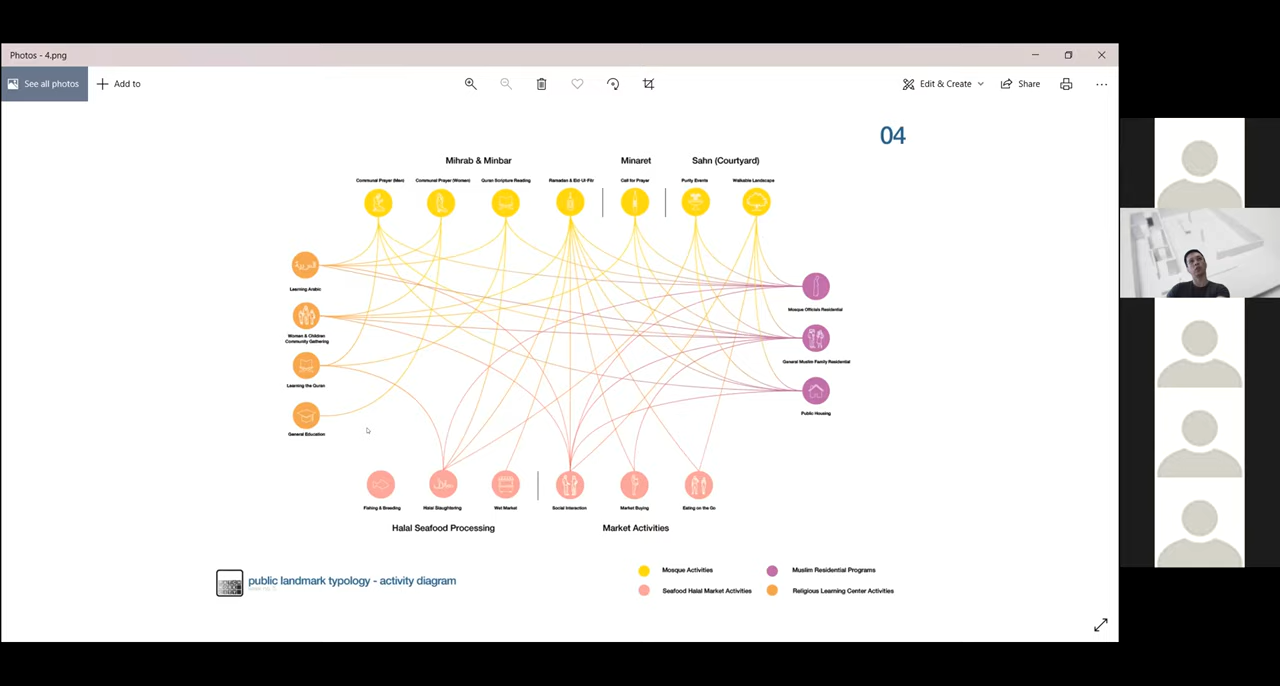 Photos - 4.png
See all photos
Add to
Edit & Create
Share
04
Mihrab & Minbar
Minaret
Sahn (Courtyard)
Communal Prayer (Men)
Communal Prayer (Women)
Quran Scripture Reading
Ramadan & Eid-Ul-Fitr
Call for Prayer
Purity Events
Walkable Landscape
Learning Arabic
Mosque Officials Residential
Women & Children
Community Gathering
General Muslim Family Residential
Learning the Quran
Public Housing
General Education
Fishing & Breeding
Halal Slaughtering
Wet Market
Social Interaction
Market Buying
Eating on the Go
Halal Seafood Processing
Market Activities
public landmark typology - activity diagram
Mosque Activities
Muslim Residential Programs
Seafood Halal Market Activities
Religious Learning Center Activities